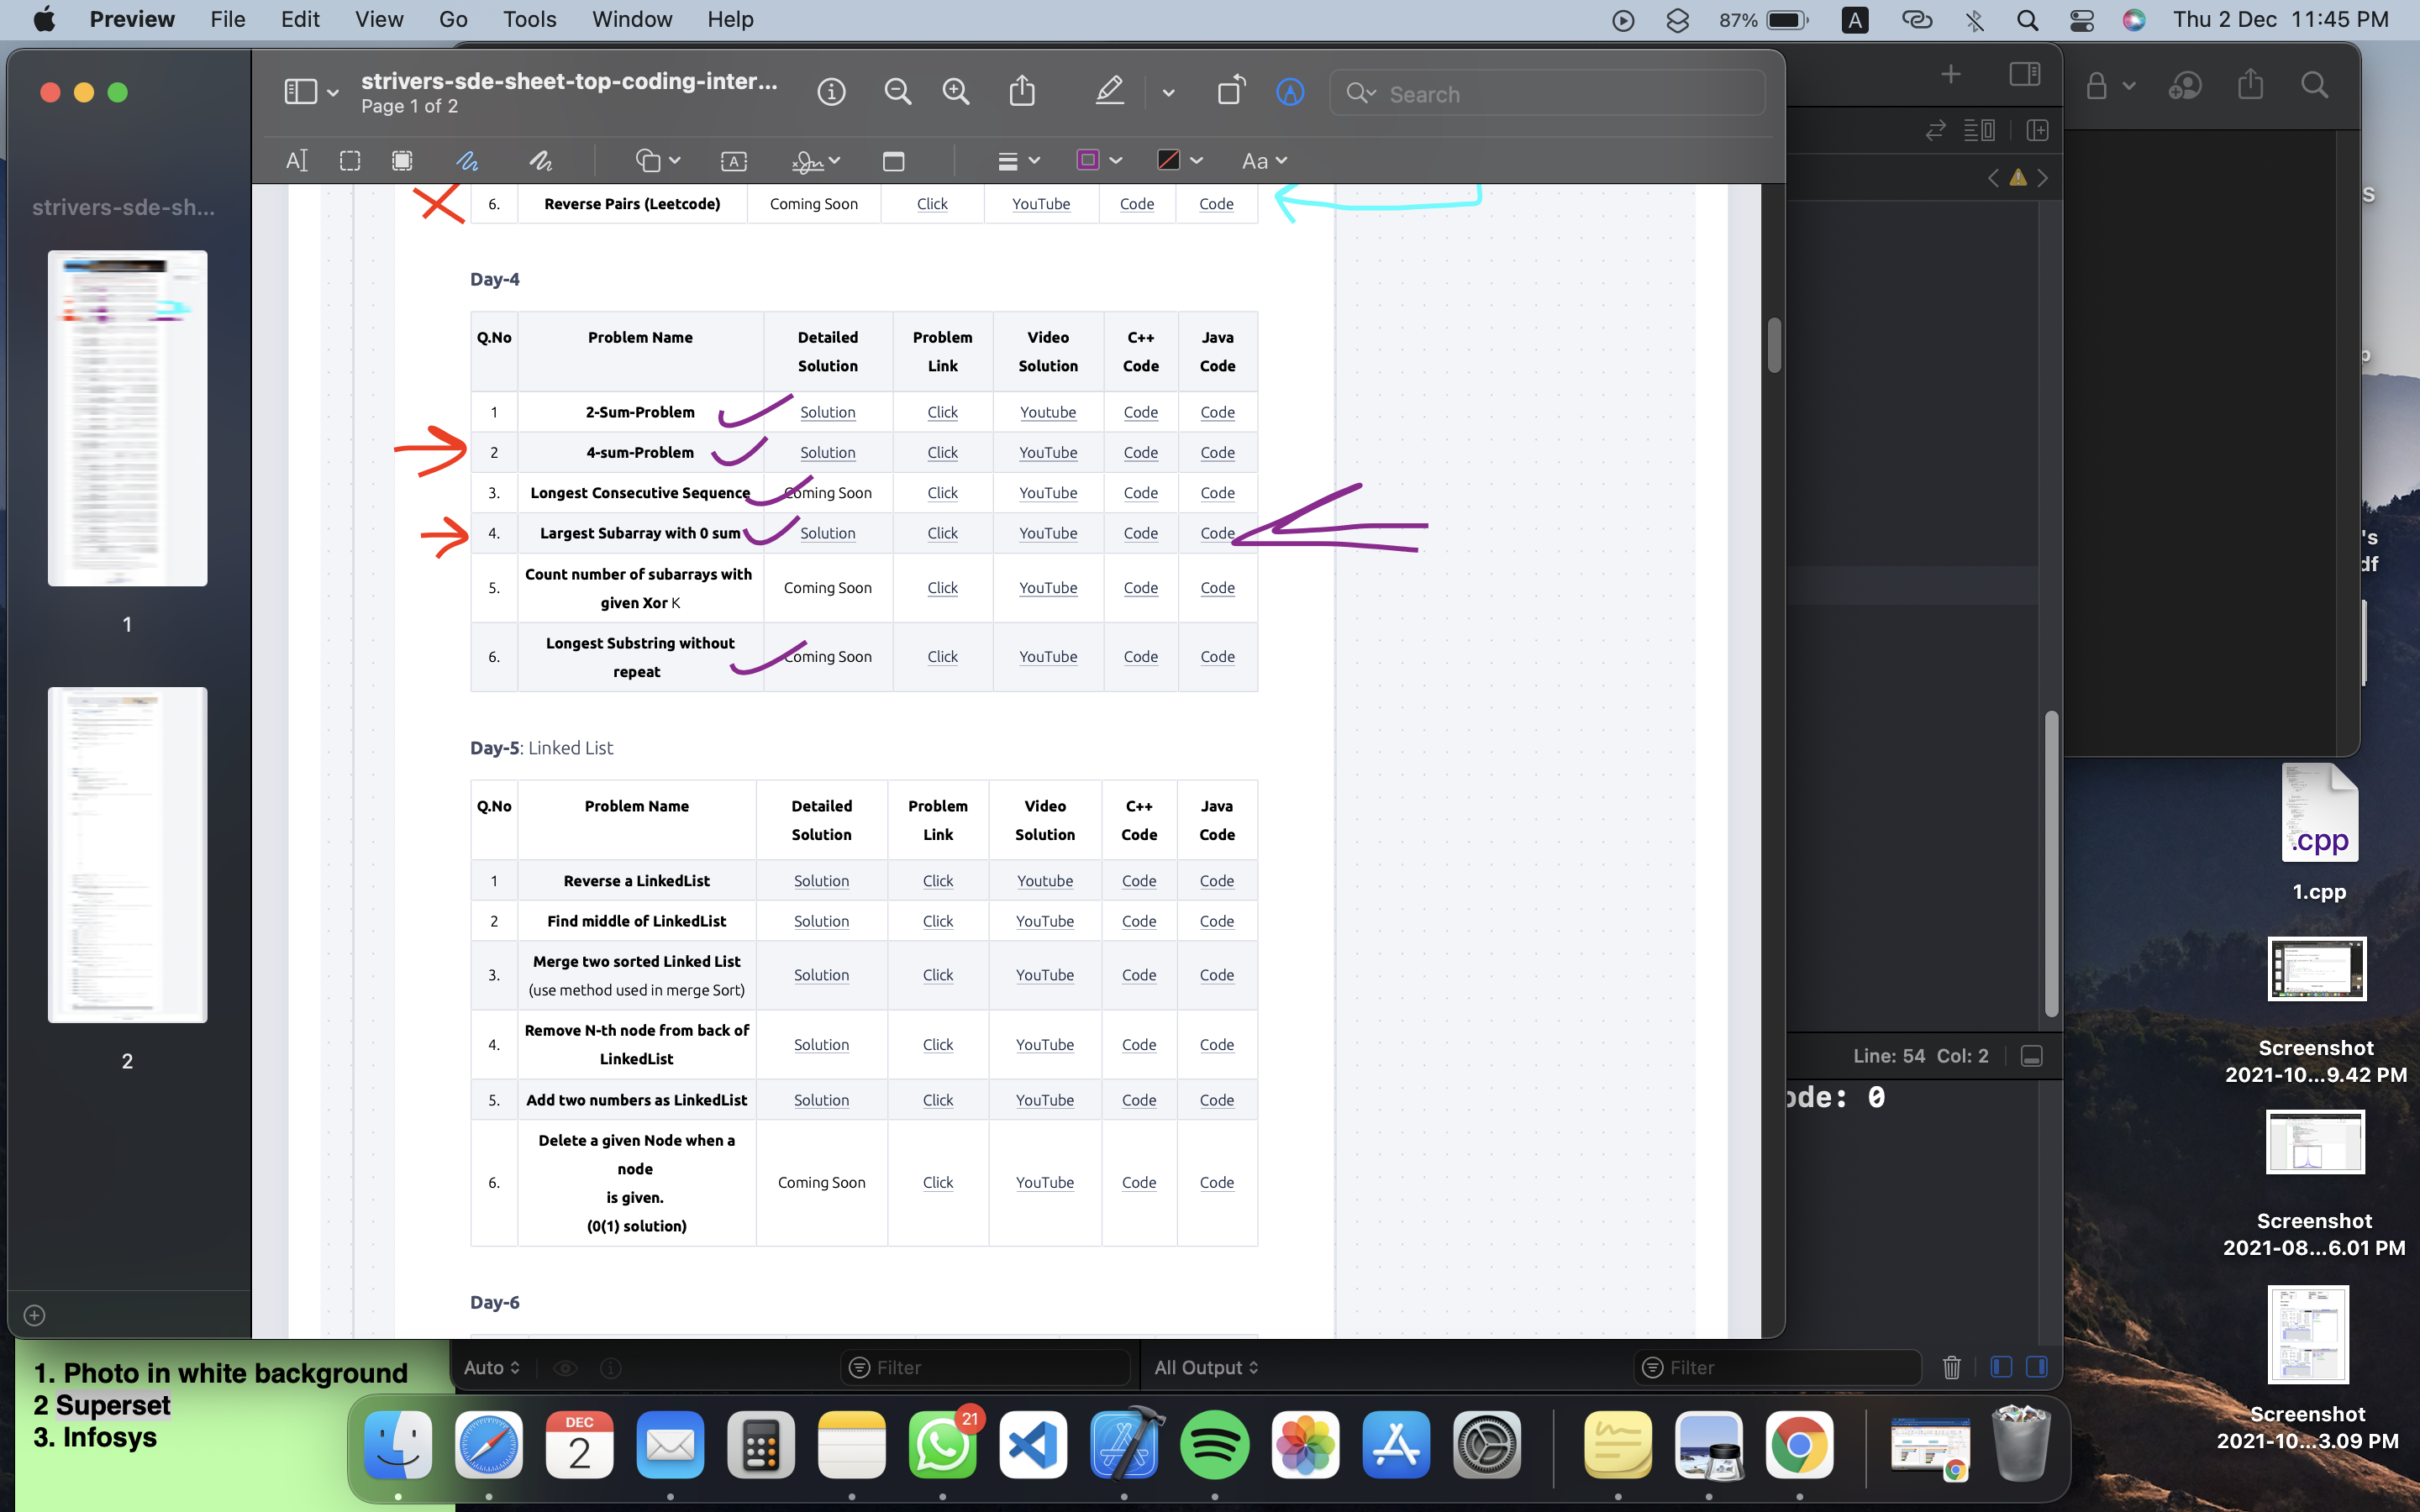 Preview File Edit View Go Tools Window Help
87% A Thu 2 Dec 11:45 PM
strivers-sde-sheet-top-coding-inter...
Page 1 of 2
Search
Aa
strivers-sde-sh...
1
2
6. Reverse Pairs (Leetcode) Coming Soon Click YouTube Code Code
Day-4
Q.No Problem Name Detailed Solution Problem Link Video Solution C++ Code Java Code
1 2-Sum-Problem Solution Click Youtube Code Code
2 4-sum-Problem Solution Click YouTube Code Code
3. Longest Consecutive Sequence Coming Soon Click YouTube Code Code
4. Largest Subarray with 0 sum Solution Click YouTube Code Code
5. Count number of subarrays with given Xor K Coming Soon Click YouTube Code Code
6. Longest Substring without repeat Coming Soon Click YouTube Code Code
Day-5: Linked List
Q.No Problem Name Detailed Solution Problem Link Video Solution C++ Code Java Code
1 Reverse a LinkedList Solution Click Youtube Code Code
2 Find middle of LinkedList Solution Click YouTube Code Code
3. Merge two sorted Linked List (use method used in merge Sort) Solution Click YouTube Code Code
4. Remove N-th node from back of LinkedList Solution Click YouTube Code Code
5. Add two numbers as LinkedList Solution Click YouTube Code Code
6. Delete a given Node when a node is given. (0(1) solution) Coming Soon Click YouTube Code Code
Day-6
Line: 54 Col: 2
ode: 0
S
p
's
df
.cpp
1.cpp
Screenshot
2021-10...9.42 PM
Screenshot
2021-08...6.01 PM
Screenshot
2021-10...3.09 PM
Auto Filter All Output Filter
1. Photo in white background
2 Superset
3. Infosys
DEC
2
21